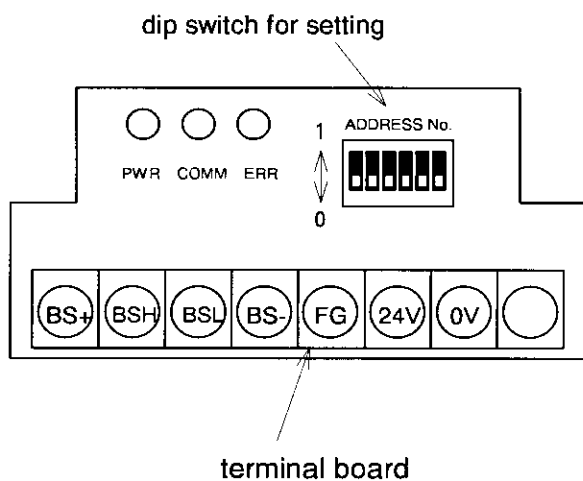 dip switch for setting
1 ADDRESS No.
PWR COMM ERR
0
BS+ BSH BSL BS- FG 24V 0V
terminal board